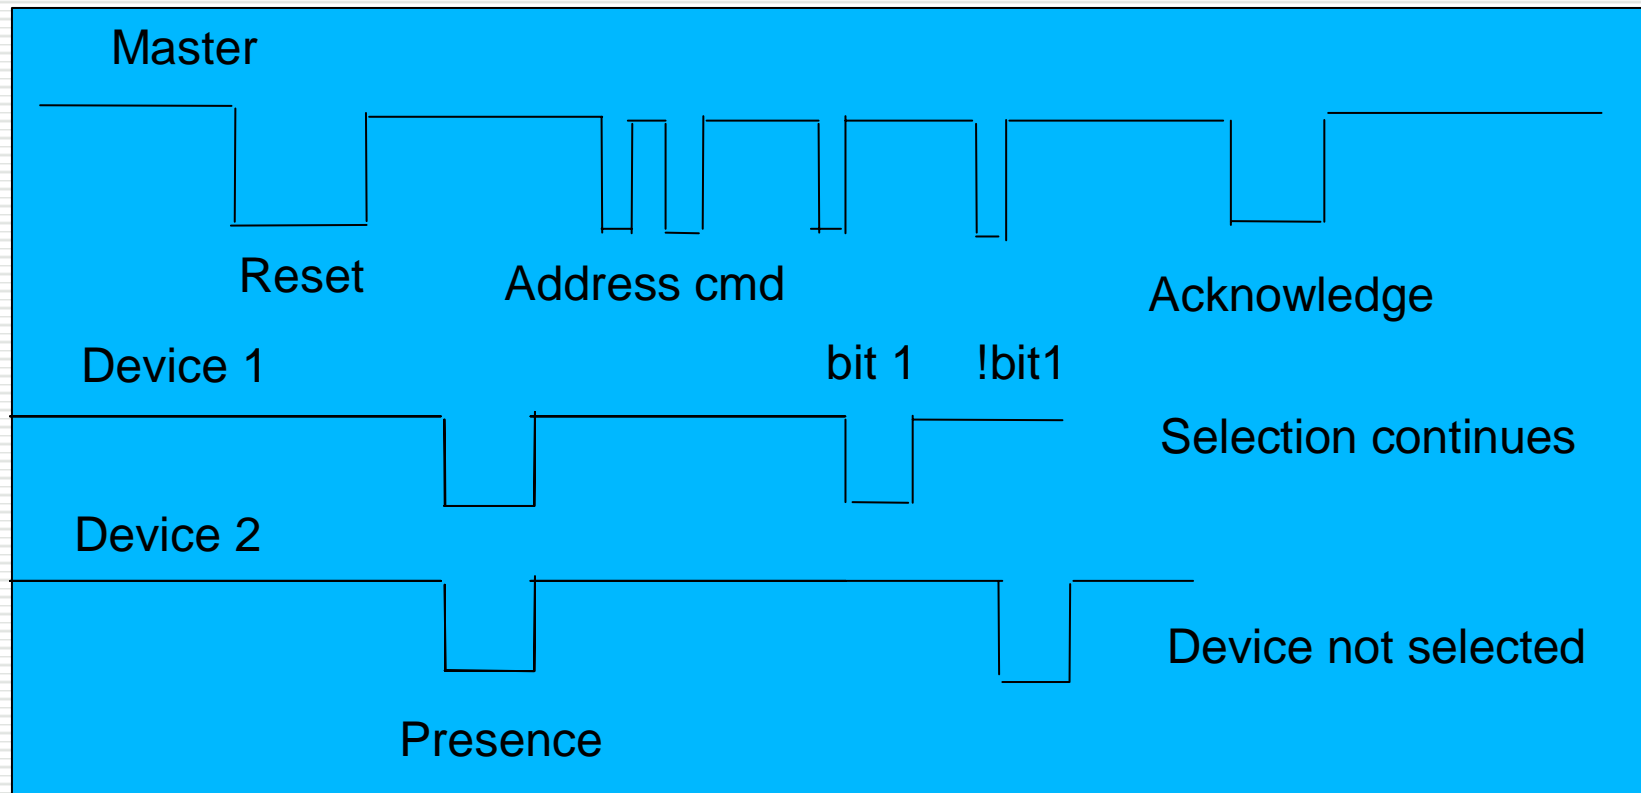 Master
Reset
Address cmd
Acknowledge
Device 1
bit 1
!bit1
Selection continues
Device 2
Device not selected
Presence